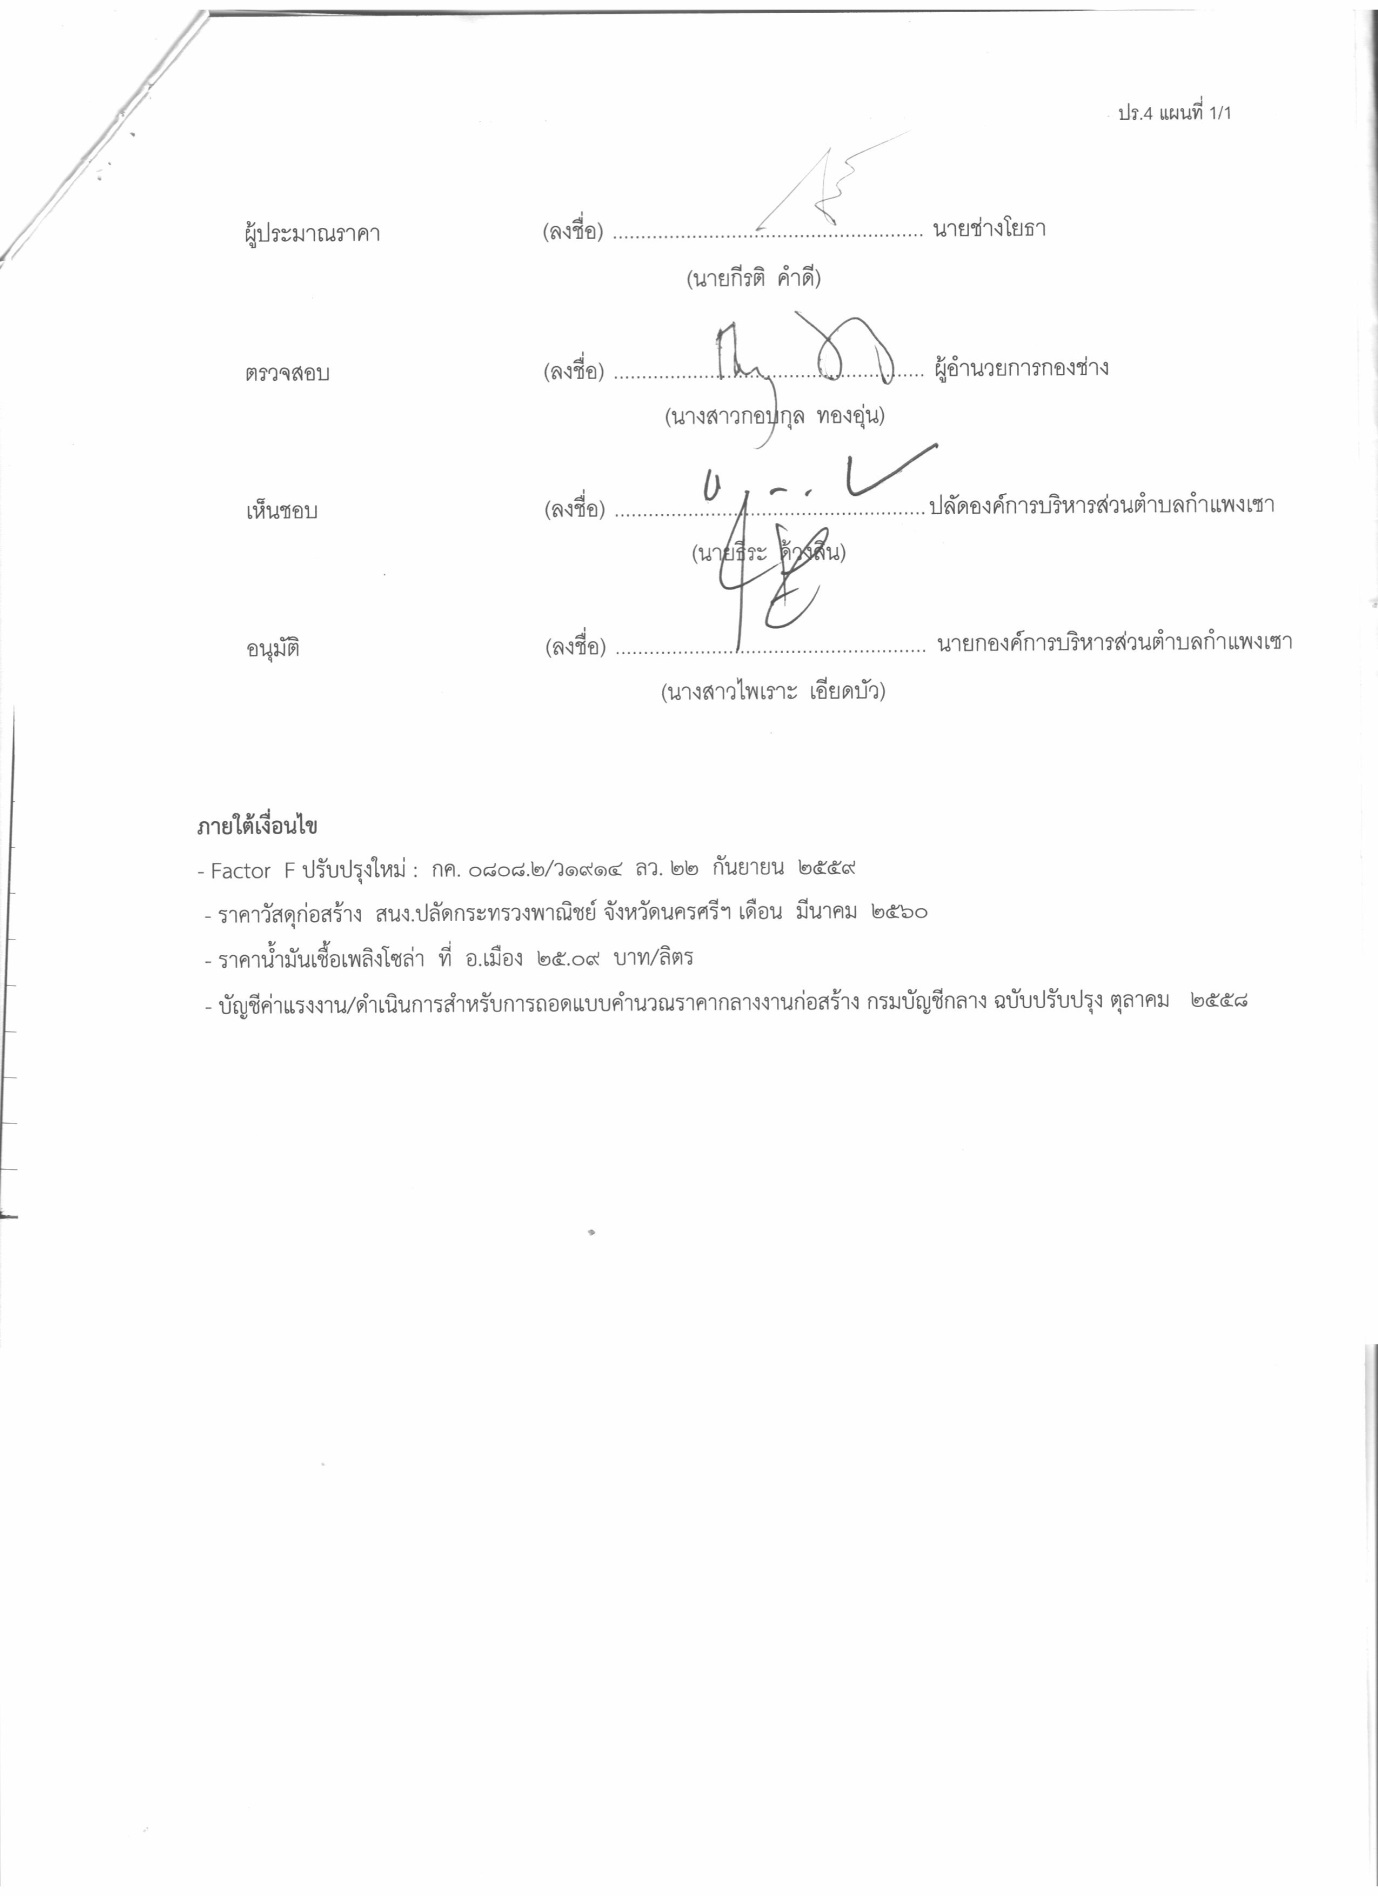 ปร.4 แผนที่ 1/1
ผู้ประมาณราคา (ลงชื่อ) ........................................................ นายช่างโยธา
(นายกีรติ คำดี)
ตรวจสอบ (ลงชื่อ) ........................................................ ผู้อำนวยการกองช่าง
(นางสาวกอบกุล ทองอุ่น)
เห็นชอบ (ลงชื่อ) ........................................................ ปลัดองค์การบริหารส่วนตำบลกำแพงเซา
(นายธีระ ด้วงสิน)
อนุมัติ (ลงชื่อ) ........................................................ นายกองค์การบริหารส่วนตำบลกำแพงเซา
(นางสาวไพเราะ เอียดบัว)
ภายใต้เงื่อนไข
- Factor F ปรับปรุงใหม่ : กค. ๐๘๐๘.๒/ว๑๙๑๔ ลว. ๒๒ กันยายน ๒๕๕๙
- ราคาวัสดุก่อสร้าง สนง.ปลัดกระทรวงพาณิชย์ จังหวัดนครศรีฯ เดือน มีนาคม ๒๕๖๐
- ราคาน้ำมันเชื้อเพลิงโซล่า ที่ อ.เมือง ๒๕.๐๙ บาท/ลิตร
- บัญชีค่าแรงงาน/ดำเนินการสำหรับการถอดแบบคำนวณราคากลางงานก่อสร้าง กรมบัญชีกลาง ฉบับปรับปรุง ตุลาคม ๒๕๕๘